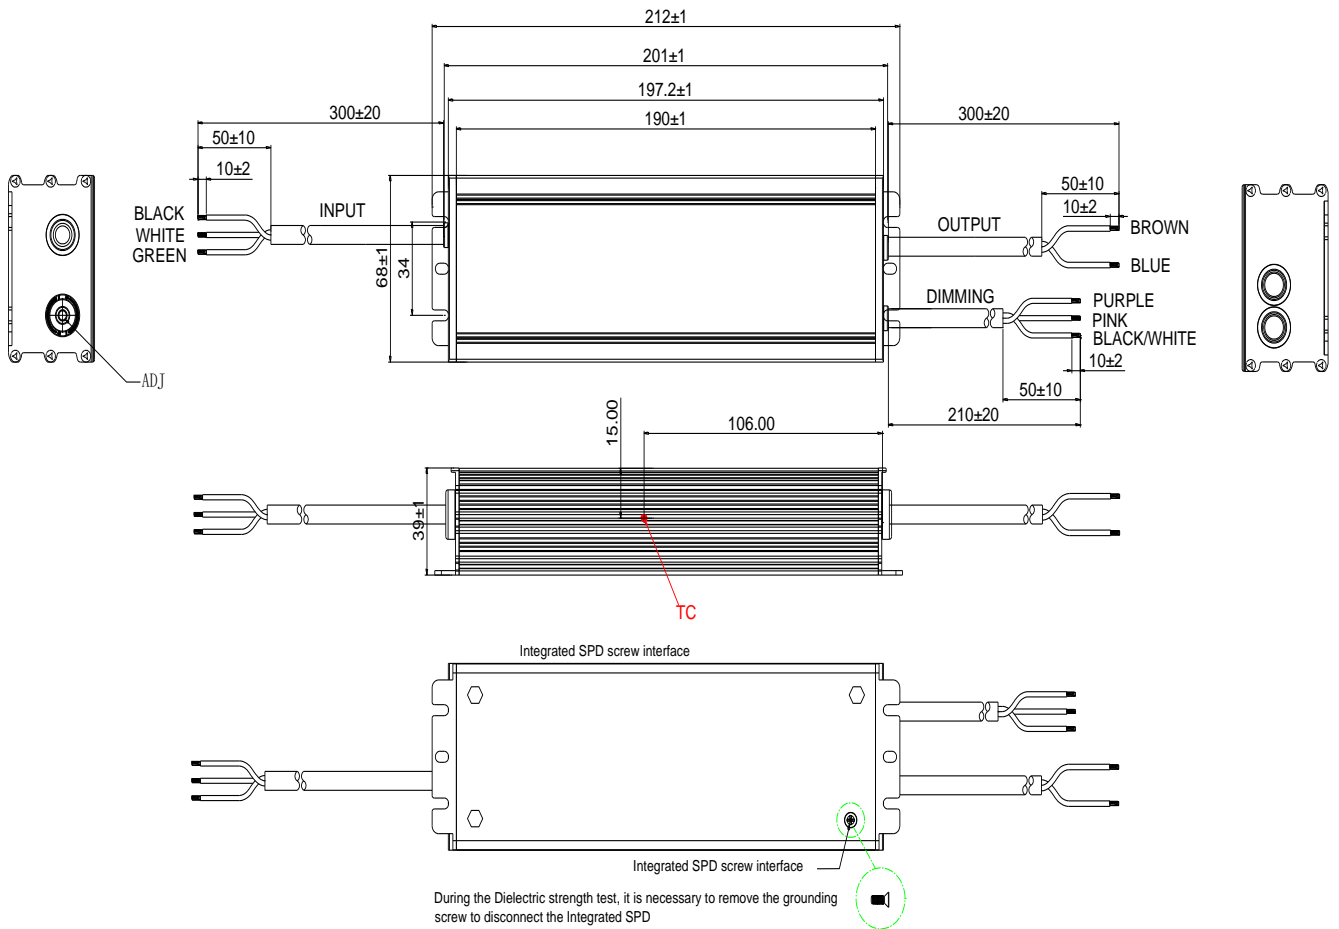 212±1
201±1
197.2±1
190±1
300±20
300±20
50±10
10±2
50±10
10±2
BLACK
WHITE
GREEN
INPUT
68±1
34
OUTPUT
BROWN
BLUE
DIMMING
PURPLE
PINK
BLACK/WHITE
10±2
50±10
210±20
ADJ
15.00
106.00
39±1
TC
Integrated SPD screw interface
Integrated SPD screw interface
During the Dielectric strength test, it is necessary to remove the grounding
screw to disconnect the Integrated SPD